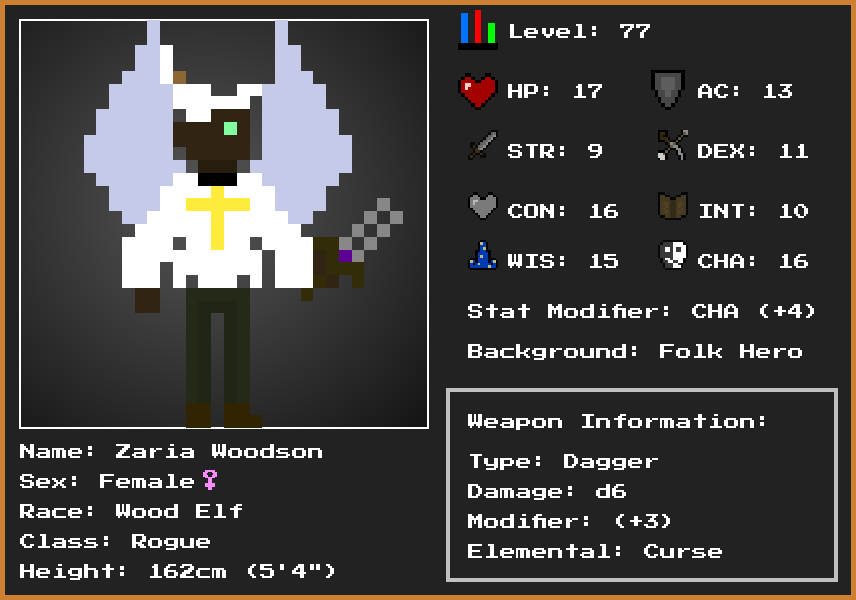 Level: 77
HP: 17
AC: 13
STR: 9
DEX: 11
CON: 16
INT: 10
WIS: 15
CHA: 16
Stat Modifier: CHA (+4)
Background: Folk Hero
Weapon Information:
Type: Dagger
Damage: d6
Modifier: (+3)
Elemental: Curse
Name: Zaria Woodson
Sex: Female♀
Race: Wood Elf
Class: Rogue
Height: 162cm (5'4")